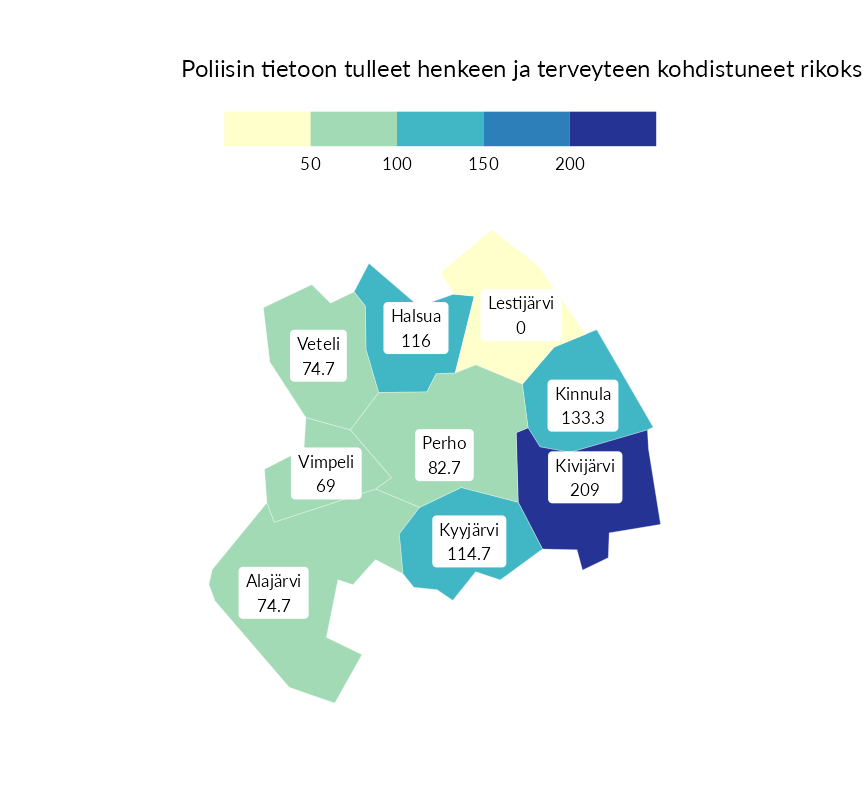 Poliisin tietoon tulleet henkeen ja terveyteen kohdistuneet rikoks
50 100 150 200
Lestijärvi
0
Halsua
116
Veteli
74.7
Kinnula
133.3
Perho
82.7
Vimpeli
69
Kivijärvi
209
Kyyjärvi
114.7
Alajärvi
74.7